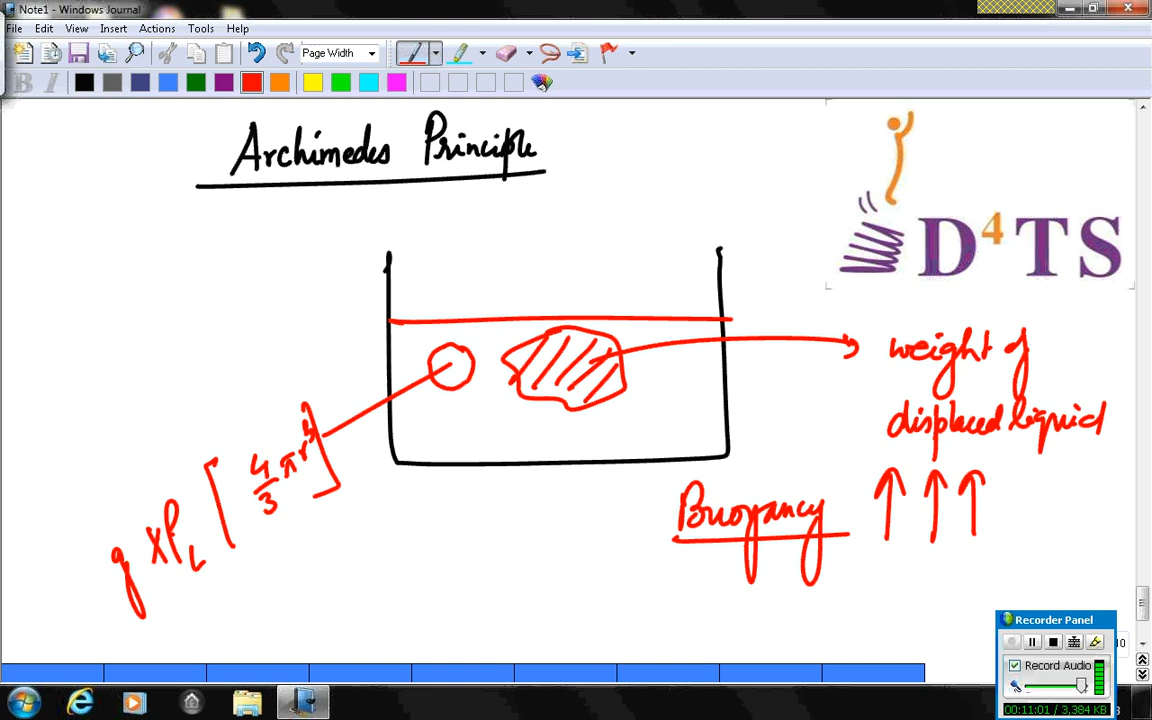 Note1 - Windows Journal
File Edit View Insert Actions Tools Help
Page Width
B I
Archimedes Principle
D4TS
weight of
displaced liquid
Buoyancy
g × ρL [4/3 πr³]
Recorder Panel
Record Audio
00:11:01 / 3,384 KB